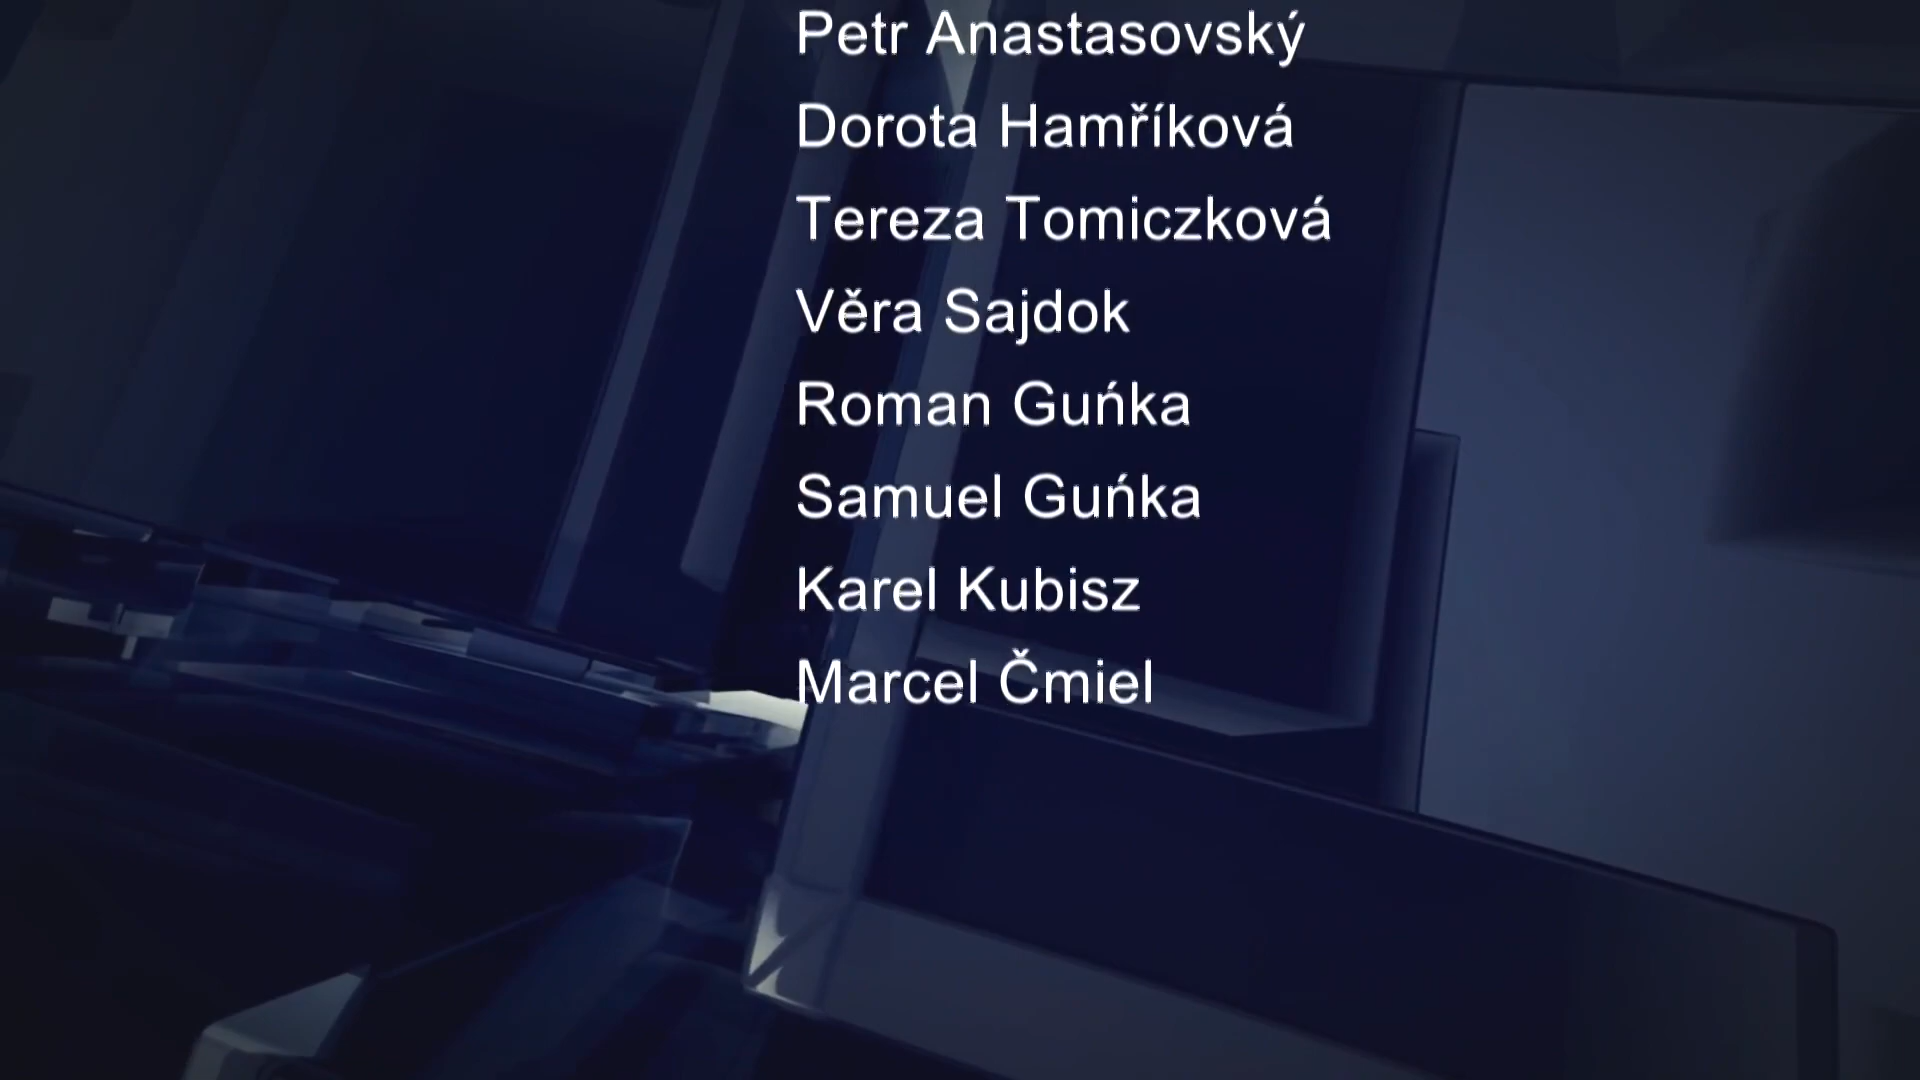 Petr Anastasovský
Dorota Hamříková
Tereza Tomiczková
Věra Sajdok
Roman Guńka
Samuel Guńka
Karel Kubisz
Marcel Čmiel